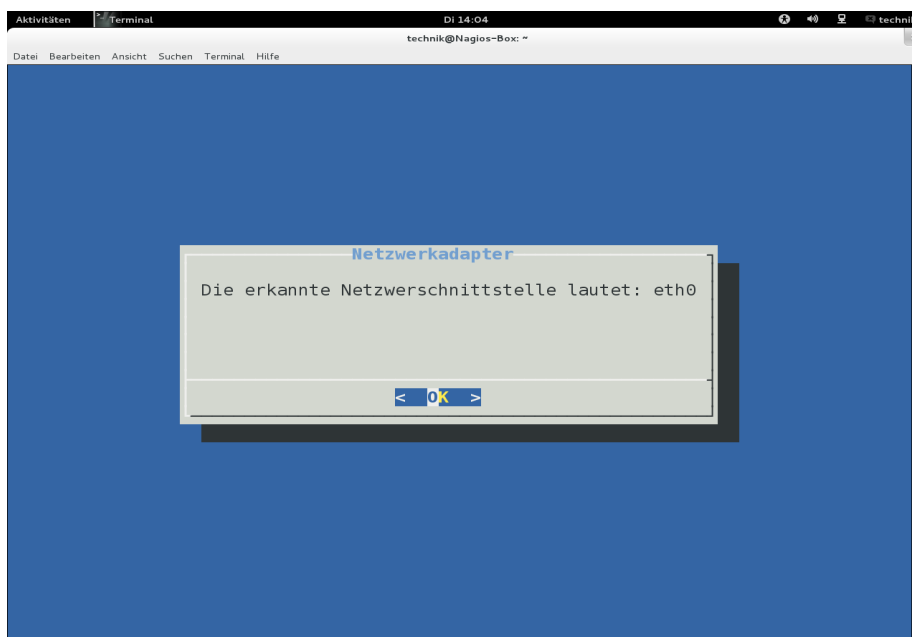 Aktivitäten Terminal Di 14:04 technik
technik@Nagios-Box: ~
Datei Bearbeiten Ansicht Suchen Terminal Hilfe
Netzwerkadapter
Die erkannte Netzwerschnittstelle lautet: eth0
< OK >